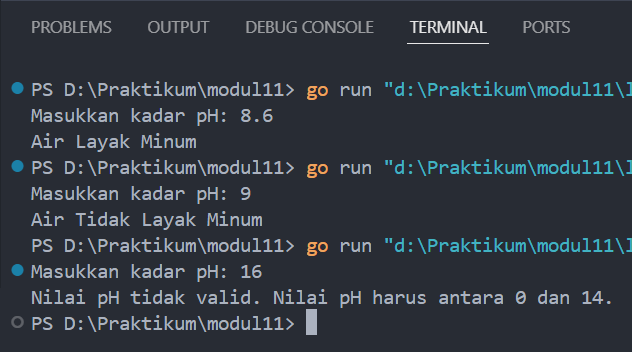 PROBLEMS OUTPUT DEBUG CONSOLE TERMINAL PORTS
PS D:\Praktikum\modul11> go run "d:\Praktikum\modul11\l
Masukkan kadar pH: 8.6
Air Layak Minum
PS D:\Praktikum\modul11> go run "d:\Praktikum\modul11\l
Masukkan kadar pH: 9
Air Tidak Layak Minum
PS D:\Praktikum\modul11> go run "d:\Praktikum\modul11\l
Masukkan kadar pH: 16
Nilai pH tidak valid. Nilai pH harus antara 0 dan 14.
PS D:\Praktikum\modul11>